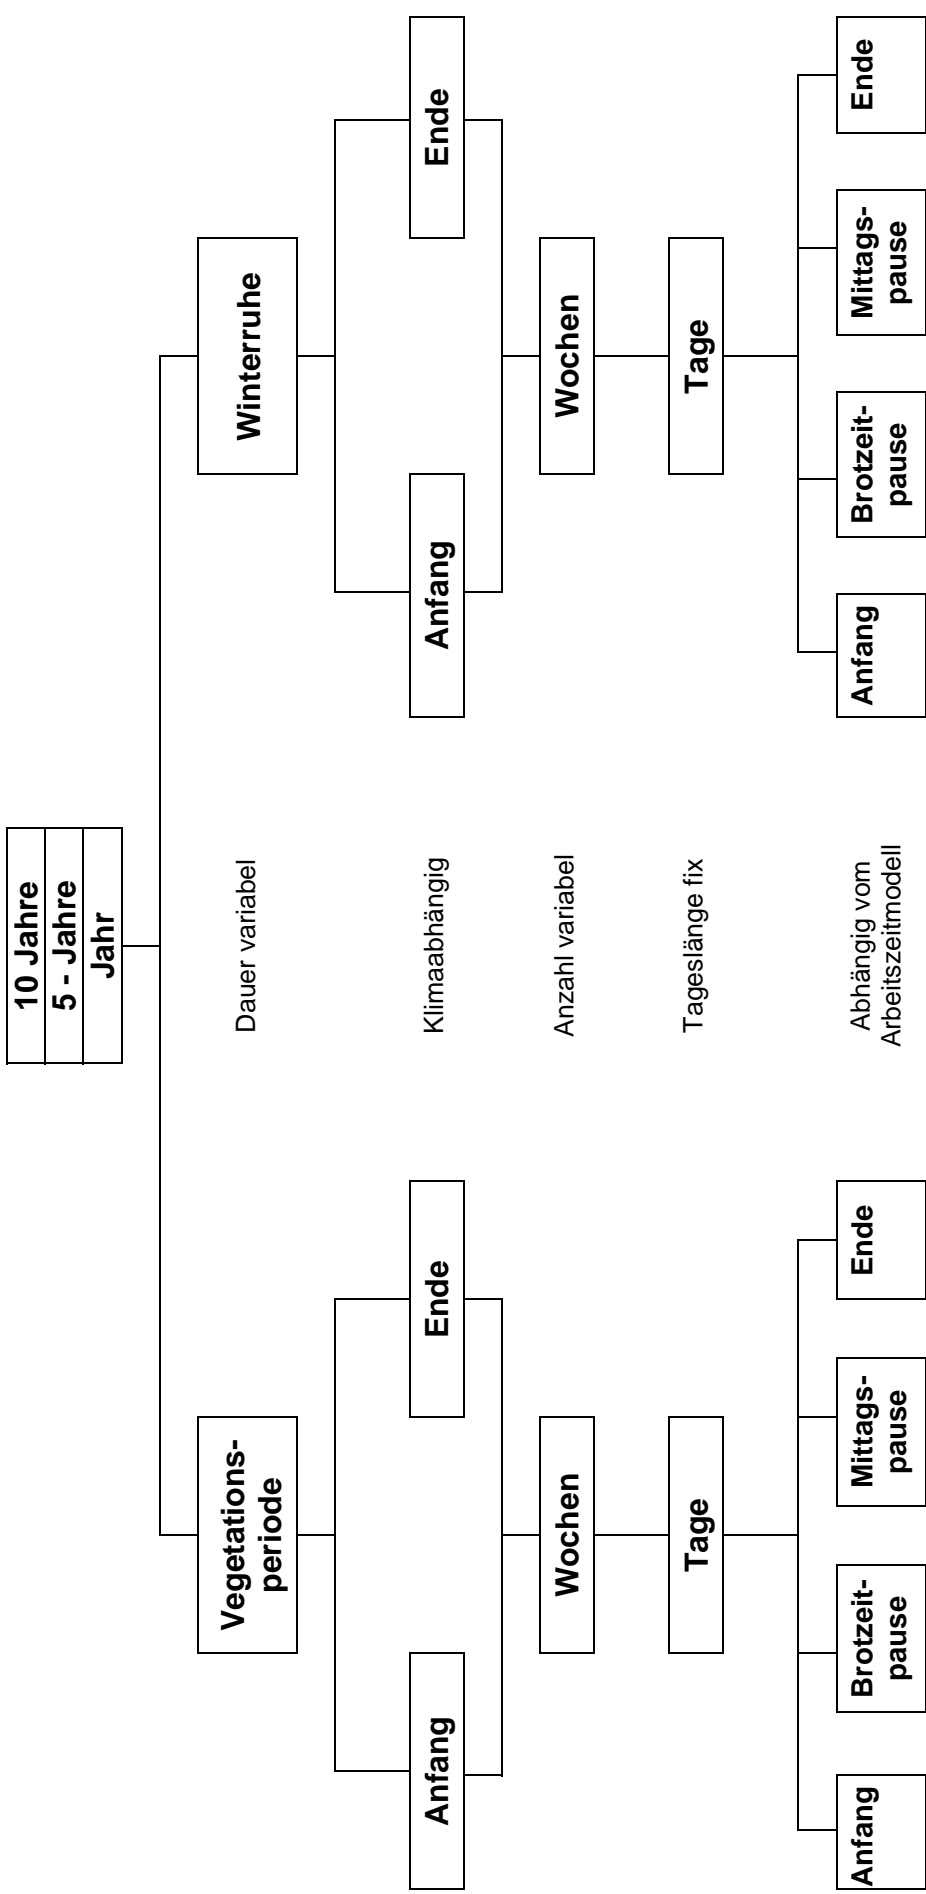 10 Jahre
5 - Jahre
Jahr
Vegetations-
periode
Dauer variabel
Winterruhe
Anfang
Ende
Klimaabhängig
Anfang
Ende
Wochen
Anzahl variabel
Wochen
Tage
Tageslänge fix
Tage
Anfang
Brotzeit-
pause
Mittags-
pause
Ende
Abhängig vom
Arbeitszeitmodell
Anfang
Brotzeit-
pause
Mittags-
pause
Ende